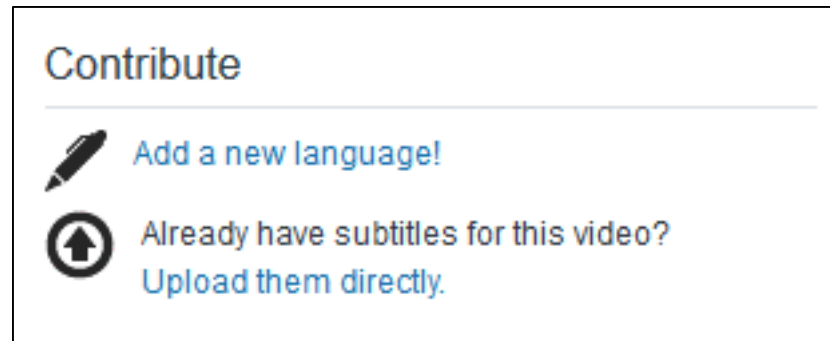 Contribute
Add a new language!
Already have subtitles for this video?
Upload them directly.